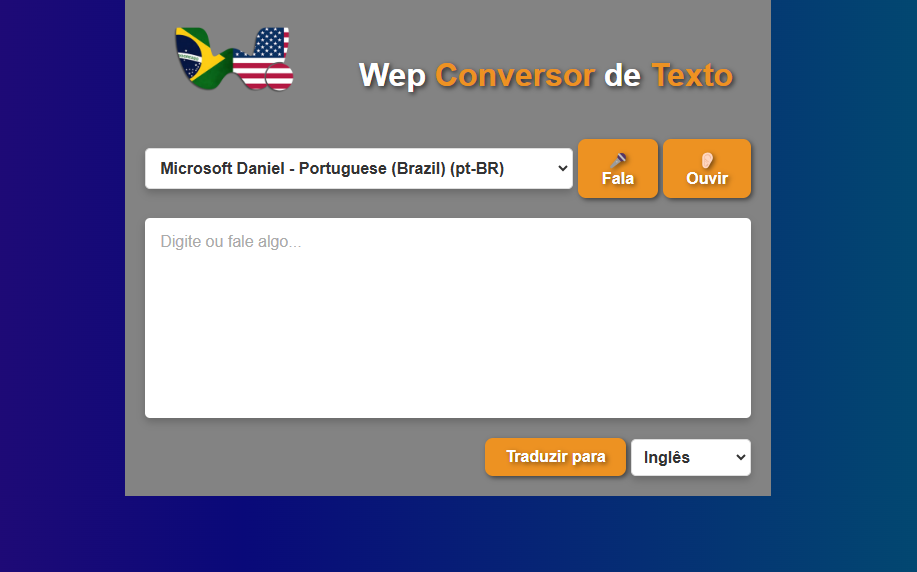 Wep Conversor de Texto
Microsoft Daniel - Portuguese (Brazil) (pt-BR)
Fala
Ouvir
Digite ou fale algo...
Traduzir para
Inglês